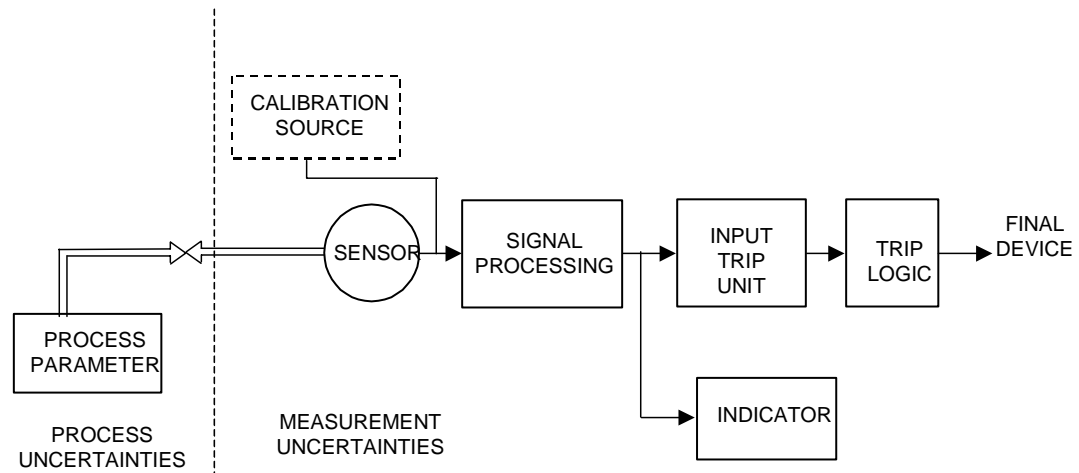 CALIBRATION
SOURCE
SENSOR
SIGNAL
PROCESSING
INPUT
TRIP
UNIT
TRIP
LOGIC
FINAL
DEVICE
PROCESS
PARAMETER
INDICATOR
PROCESS
UNCERTAINTIES
MEASUREMENT
UNCERTAINTIES